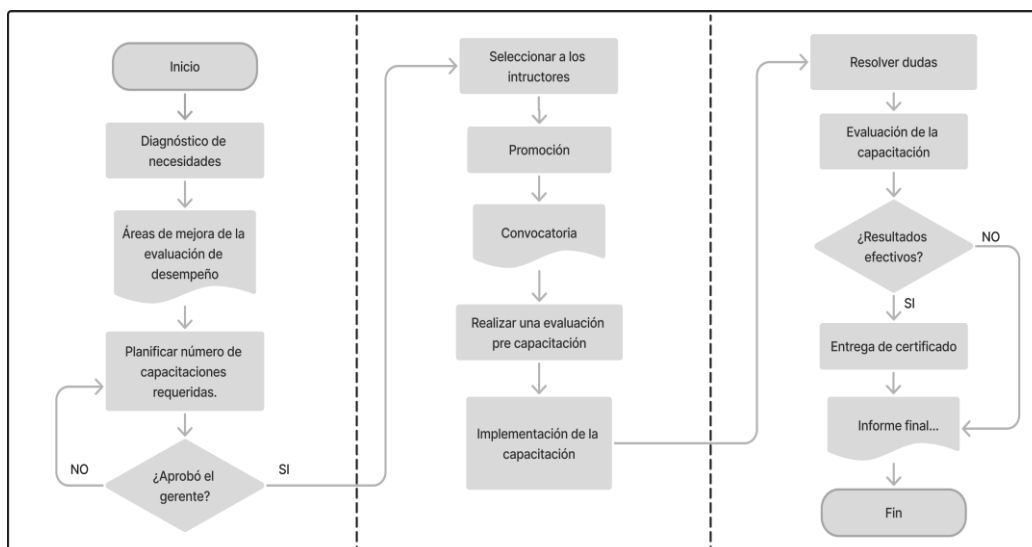 Inicio
Diagnóstico de
necesidades
Áreas de mejora de la
evaluación de
desempeño
Planificar número de
capacitaciones
requeridas.
NO
¿Aprobó el
gerente?
SI
Seleccionar a los
intructores
Promoción
Convocatoria
Realizar una evaluación
pre capacitación
Implementación de la
capacitación
Resolver dudas
Evaluación de la
capacitación
¿Resultados
efectivos?
NO
SI
Entrega de certificado
Informe final...
Fin